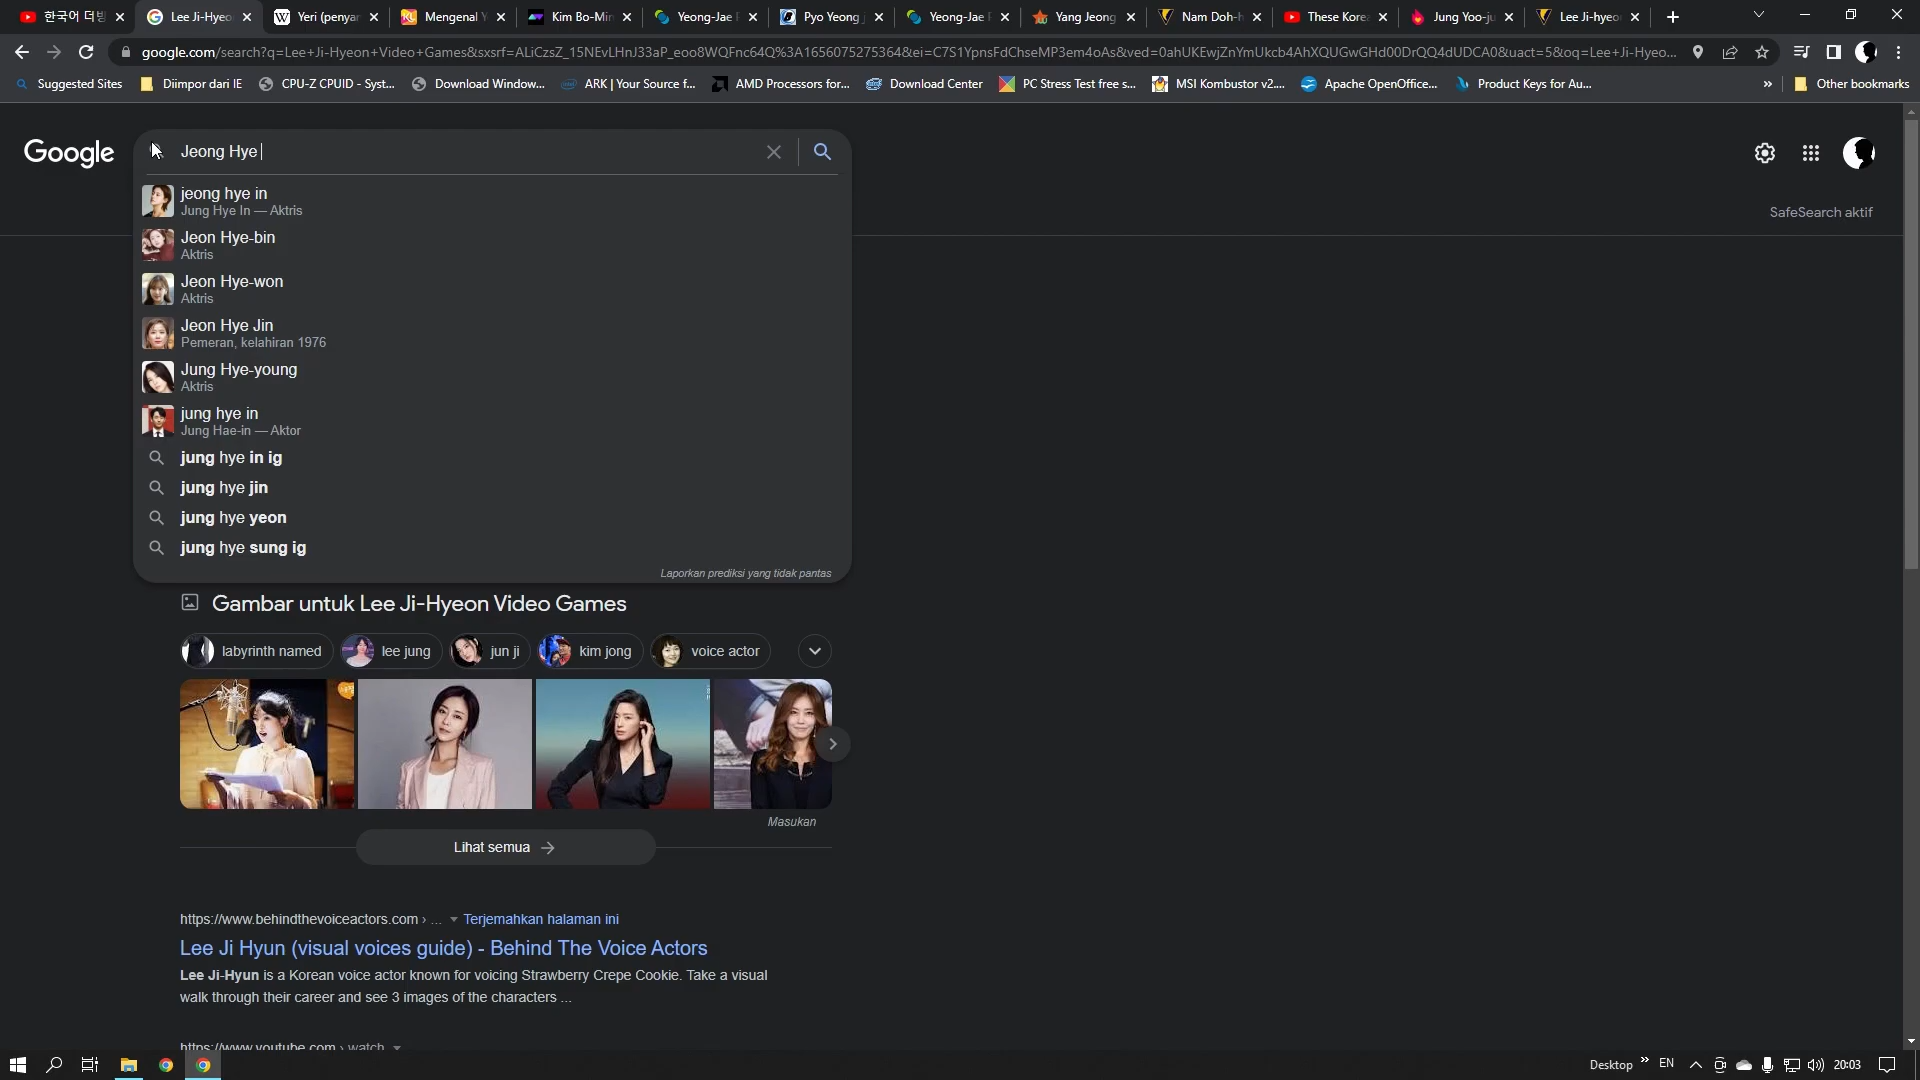 한국어 더빙
Lee Ji-Hyeo
Yeri (penyar
Mengenal Y
Kim Bo-Min
Yeong-Jae
Pyo Yeong
Yeong-Jae
Yang Jeong
Nam Doh-h
These Kore
Jung Yoo-ju
Lee Ji-hyeo
google.com/search?q=Lee+Ji-Hyeon+Video+Games&sxsrf=ALiCzsZ_15NEvLHnJ33aP_eoo8WQFnc64Q%3A1656075275364&ei=C7S1YpnsFdChseMP3em4oAs&ved=0ahUKEwjZnYmUkcb4AhXQUGwGHd00DrQQ4dUDCA0&uact=5&oq=Lee+Ji-Hyeo...
Suggested Sites
Diimpor dari IE
CPU-Z CPUID - Syst...
Download Window...
ARK | Your Source f...
AMD Processors for...
Download Center
PC Stress Test free s...
MSI Kombustor v2....
Apache OpenOffice...
Product Keys for Au...
»
Other bookmarks
Google
Jeong Hye
SafeSearch aktif
jeong hye in
Jung Hye In — Aktris
Jeon Hye-bin
Aktris
Jeon Hye-won
Aktris
Jeon Hye Jin
Pemeran, kelahiran 1976
Jung Hye-young
Aktris
jung hye in
Jung Hae-in — Aktor
jung hye in ig
jung hye jin
jung hye yeon
jung hye sung ig
Laporkan prediksi yang tidak pantas
Gambar untuk Lee Ji-Hyeon Video Games
labyrinth named
lee jung
jun ji
kim jong
voice actor
Masukan
Lihat semua
https://www.behindthevoiceactors.com › ...
Terjemahkan halaman ini
Lee Ji Hyun (visual voices guide) - Behind The Voice Actors
Lee Ji-Hyun is a Korean voice actor known for voicing Strawberry Crepe Cookie. Take a visual
walk through their career and see 3 images of the characters ...
https://www.youtube.com › watch
Desktop
»
EN
20:03